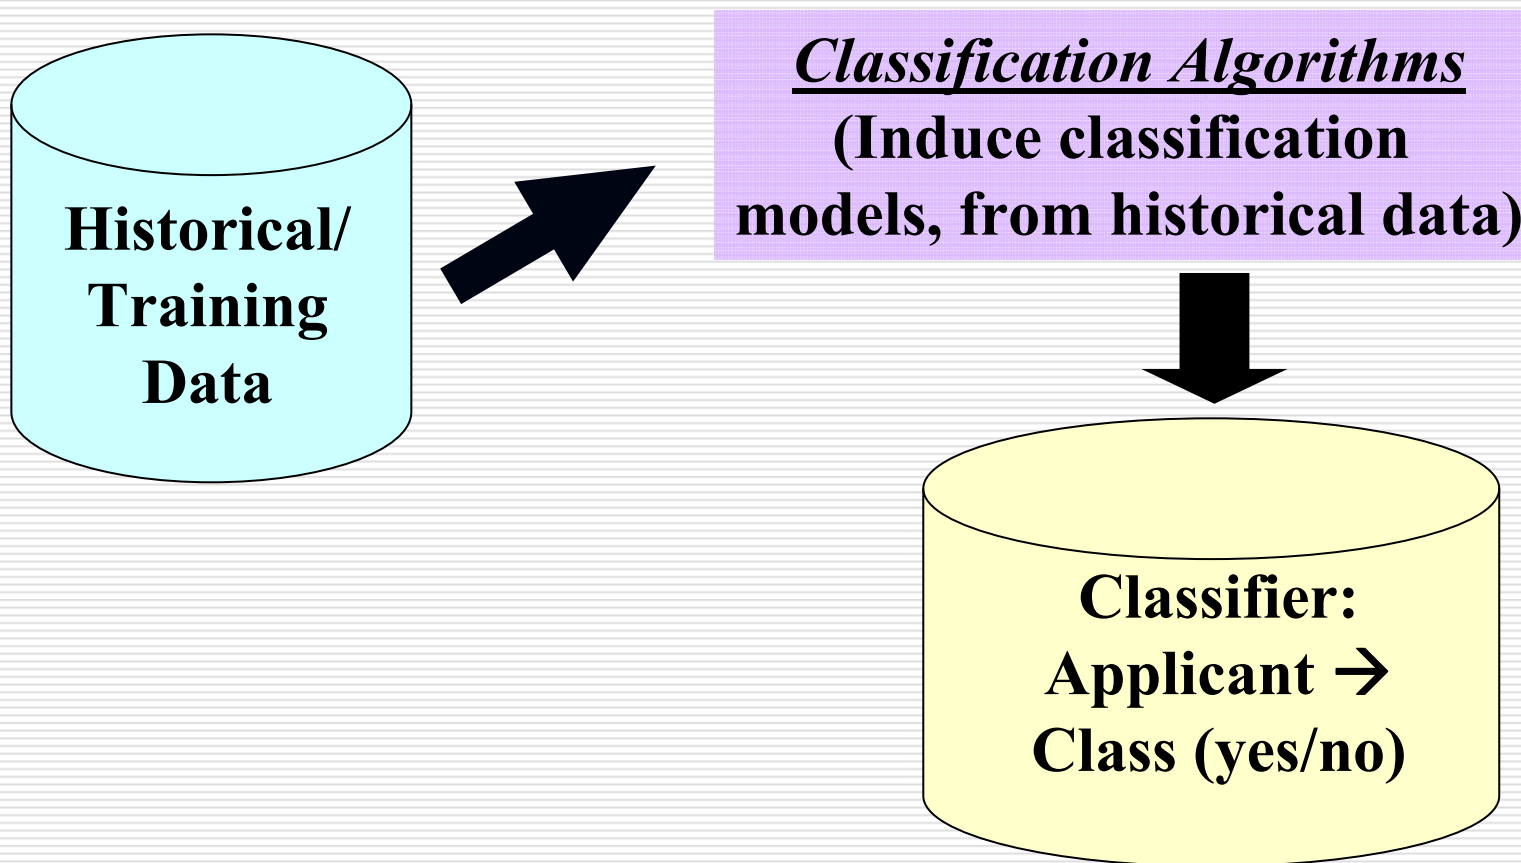 Historical/
Training
Data
Classification Algorithms
(Induce classification
models, from historical data)
Classifier:
Applicant →
Class (yes/no)